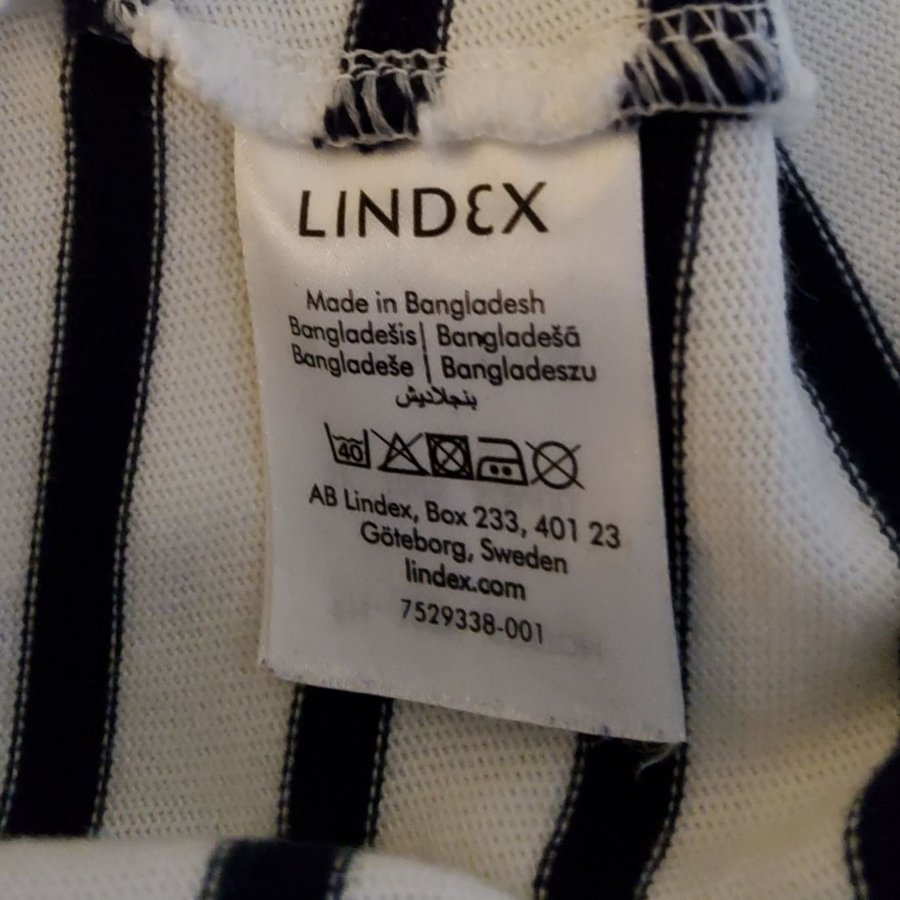 LINDEX
Made in Bangladesh
Bangladešis| Bangladešā
Bangladeše | Bangladeszu
بنجلاديش
40
AB Lindex, Box 233, 401 23
Göteborg, Sweden
lindex.com
7529338-001